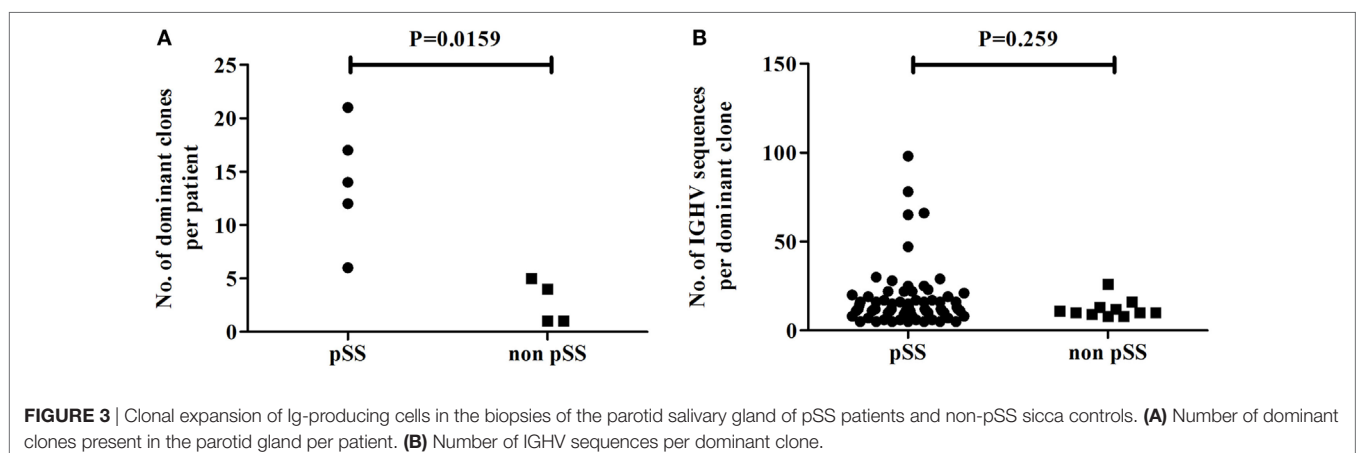 A
P=0.0159
No. of dominant clones
per patient
25
20
15
10
5
0
pSS
non pSS
B
P=0.259
No. of IGHV sequences
per dominant clone
150
100
50
0
pSS
non pSS
FIGURE 3 | Clonal expansion of Ig-producing cells in the biopsies of the parotid salivary gland of pSS patients and non-pSS sicca controls. (A) Number of dominant
clones present in the parotid gland per patient. (B) Number of IGHV sequences per dominant clone.